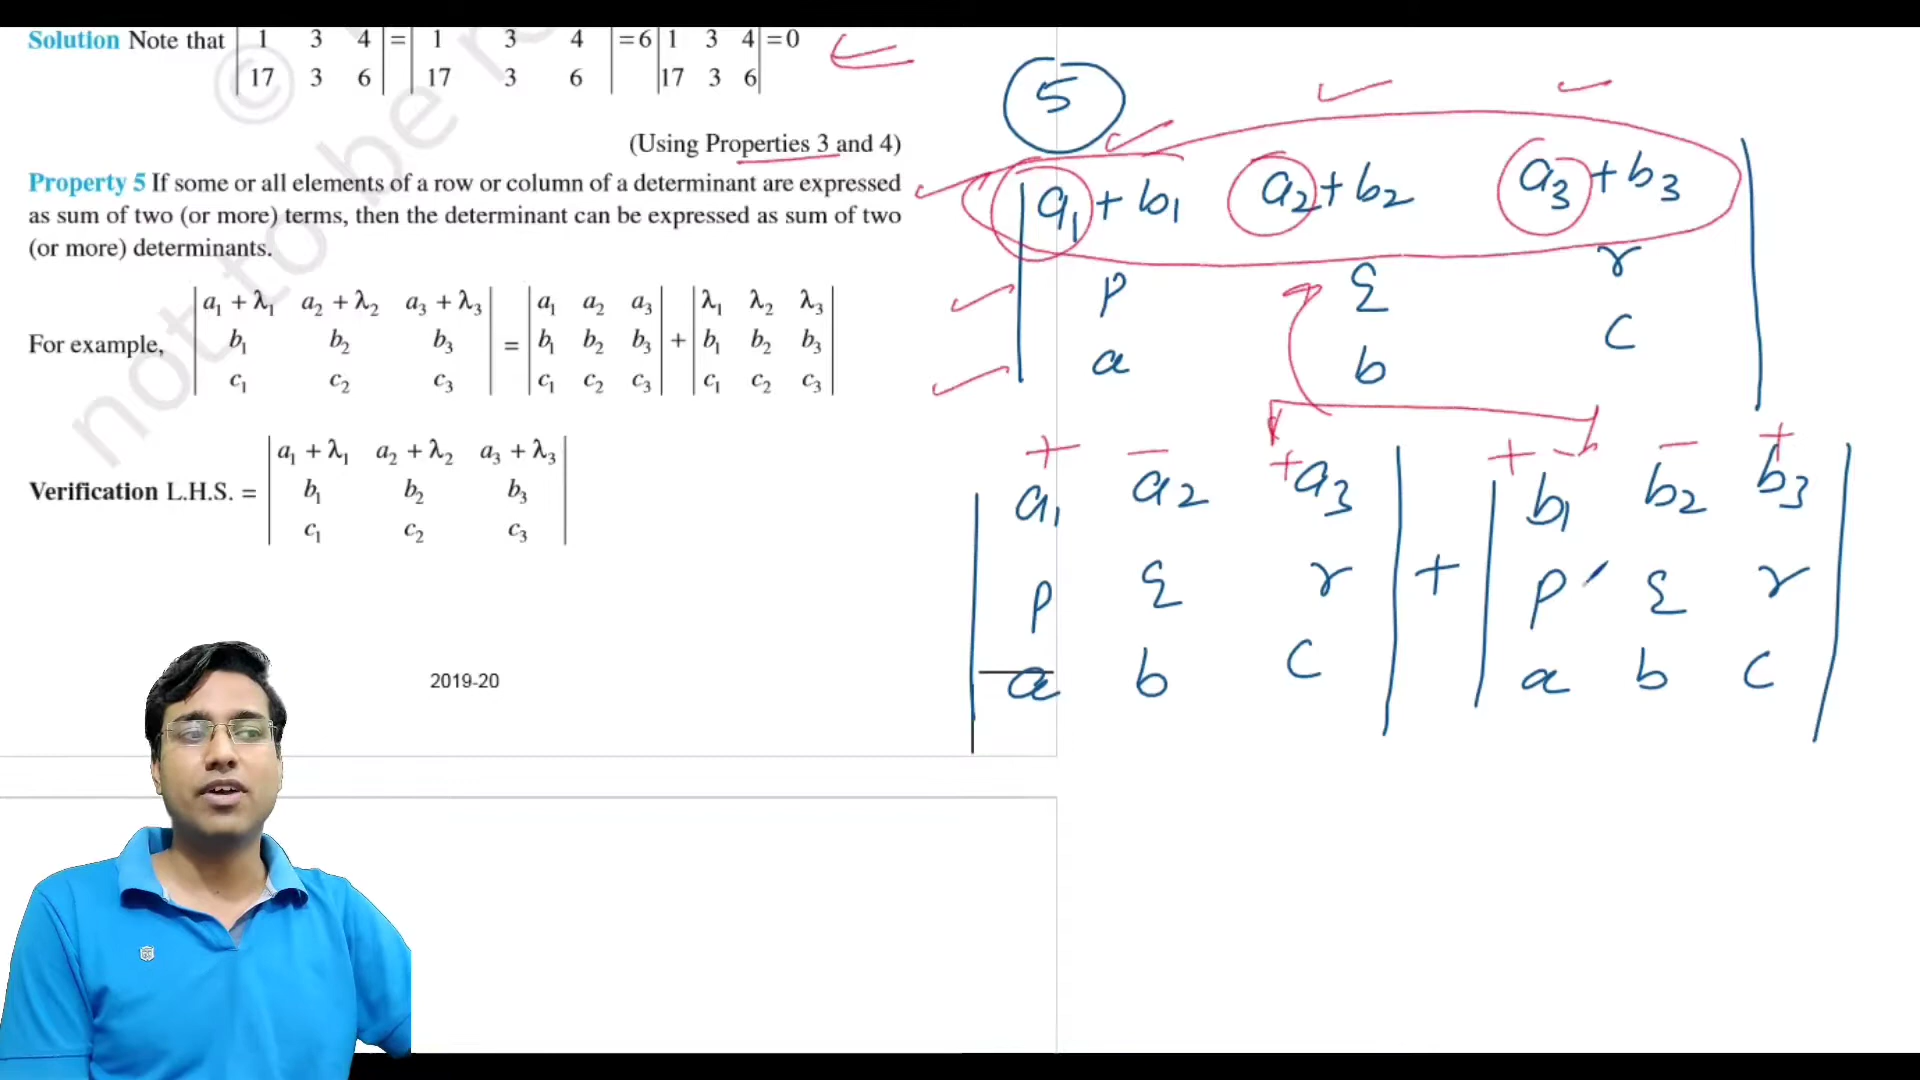 Solution Note that | 1 3 4 | = | 1 3 4 | = 6 | 1 3 4 | = 0
| 17 3 6 | | 17 3 6 | | 17 3 6 |
(Using Properties 3 and 4)
Property 5 If some or all elements of a row or column of a determinant are expressed
as sum of two (or more) terms, then the determinant can be expressed as sum of two
(or more) determinants.
a₁ + λ₁ a₂ + λ₂ a₃ + λ₃ a₁ a₂ a₃ λ₁ λ₂ λ₃
For example, b₁ b₂ b₃ = b₁ b₂ b₃ + b₁ b₂ b₃
c₁ c₂ c₃ c₁ c₂ c₃ c₁ c₂ c₃
a₁ + λ₁ a₂ + λ₂ a₃ + λ₃
Verification L.H.S. = b₁ b₂ b₃
c₁ c₂ c₃
2019-20
© 
not to be r
5
a₁ + b₁ a₂ + b₂ a₃ + b₃
p q r
a b c
+ − + + − +
a₁ a₂ a₃ b₁ b₂ b₃
p q r + p q r
a b c a b c